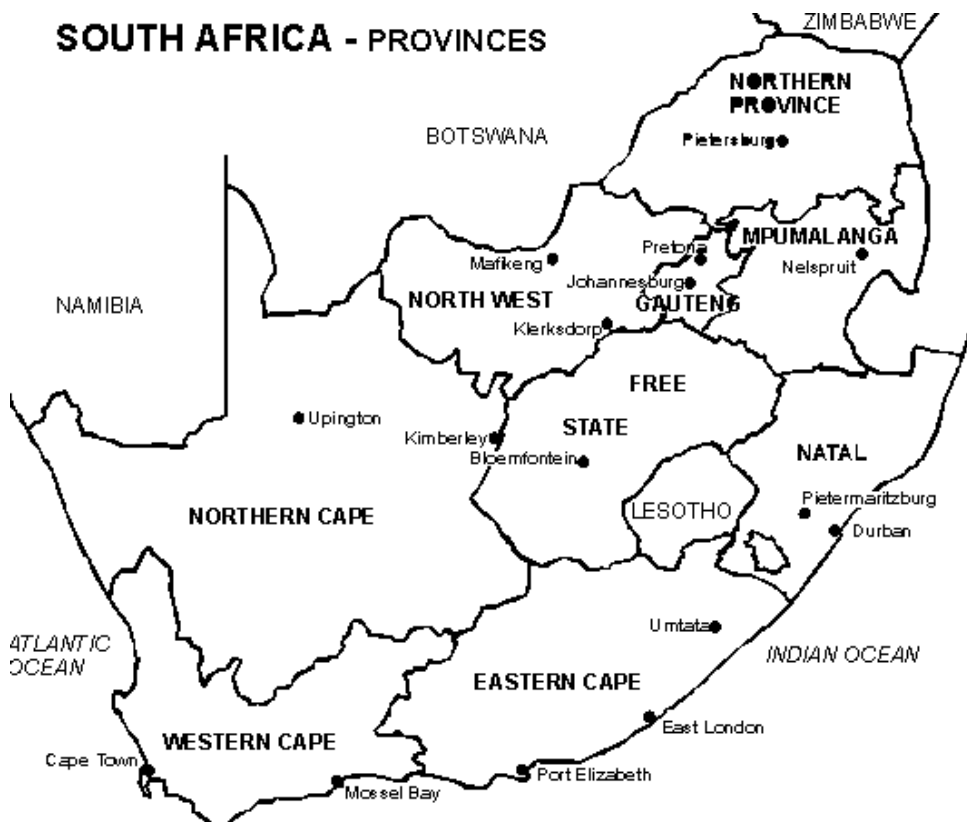 SOUTH AFRICA - PROVINCES
ZIMBABWE
NORTHERN
PROVINCE
BOTSWANA
Pietersburg
MPUMALANGA
Pretoria
Nelspruit
Mafikeng
Johannesburg
NAMIBIA
NORTH WEST
GAUTENG
Klerksdorp
FREE
STATE
Upington
Kimberley
Bloemfontein
NATAL
Pietermaritzburg
LESOTHO
NORTHERN CAPE
Durban
Umtata
ATLANTIC
OCEAN
INDIAN OCEAN
EASTERN CAPE
East London
WESTERN CAPE
Cape Town
Port Elizabeth
Mossel Bay